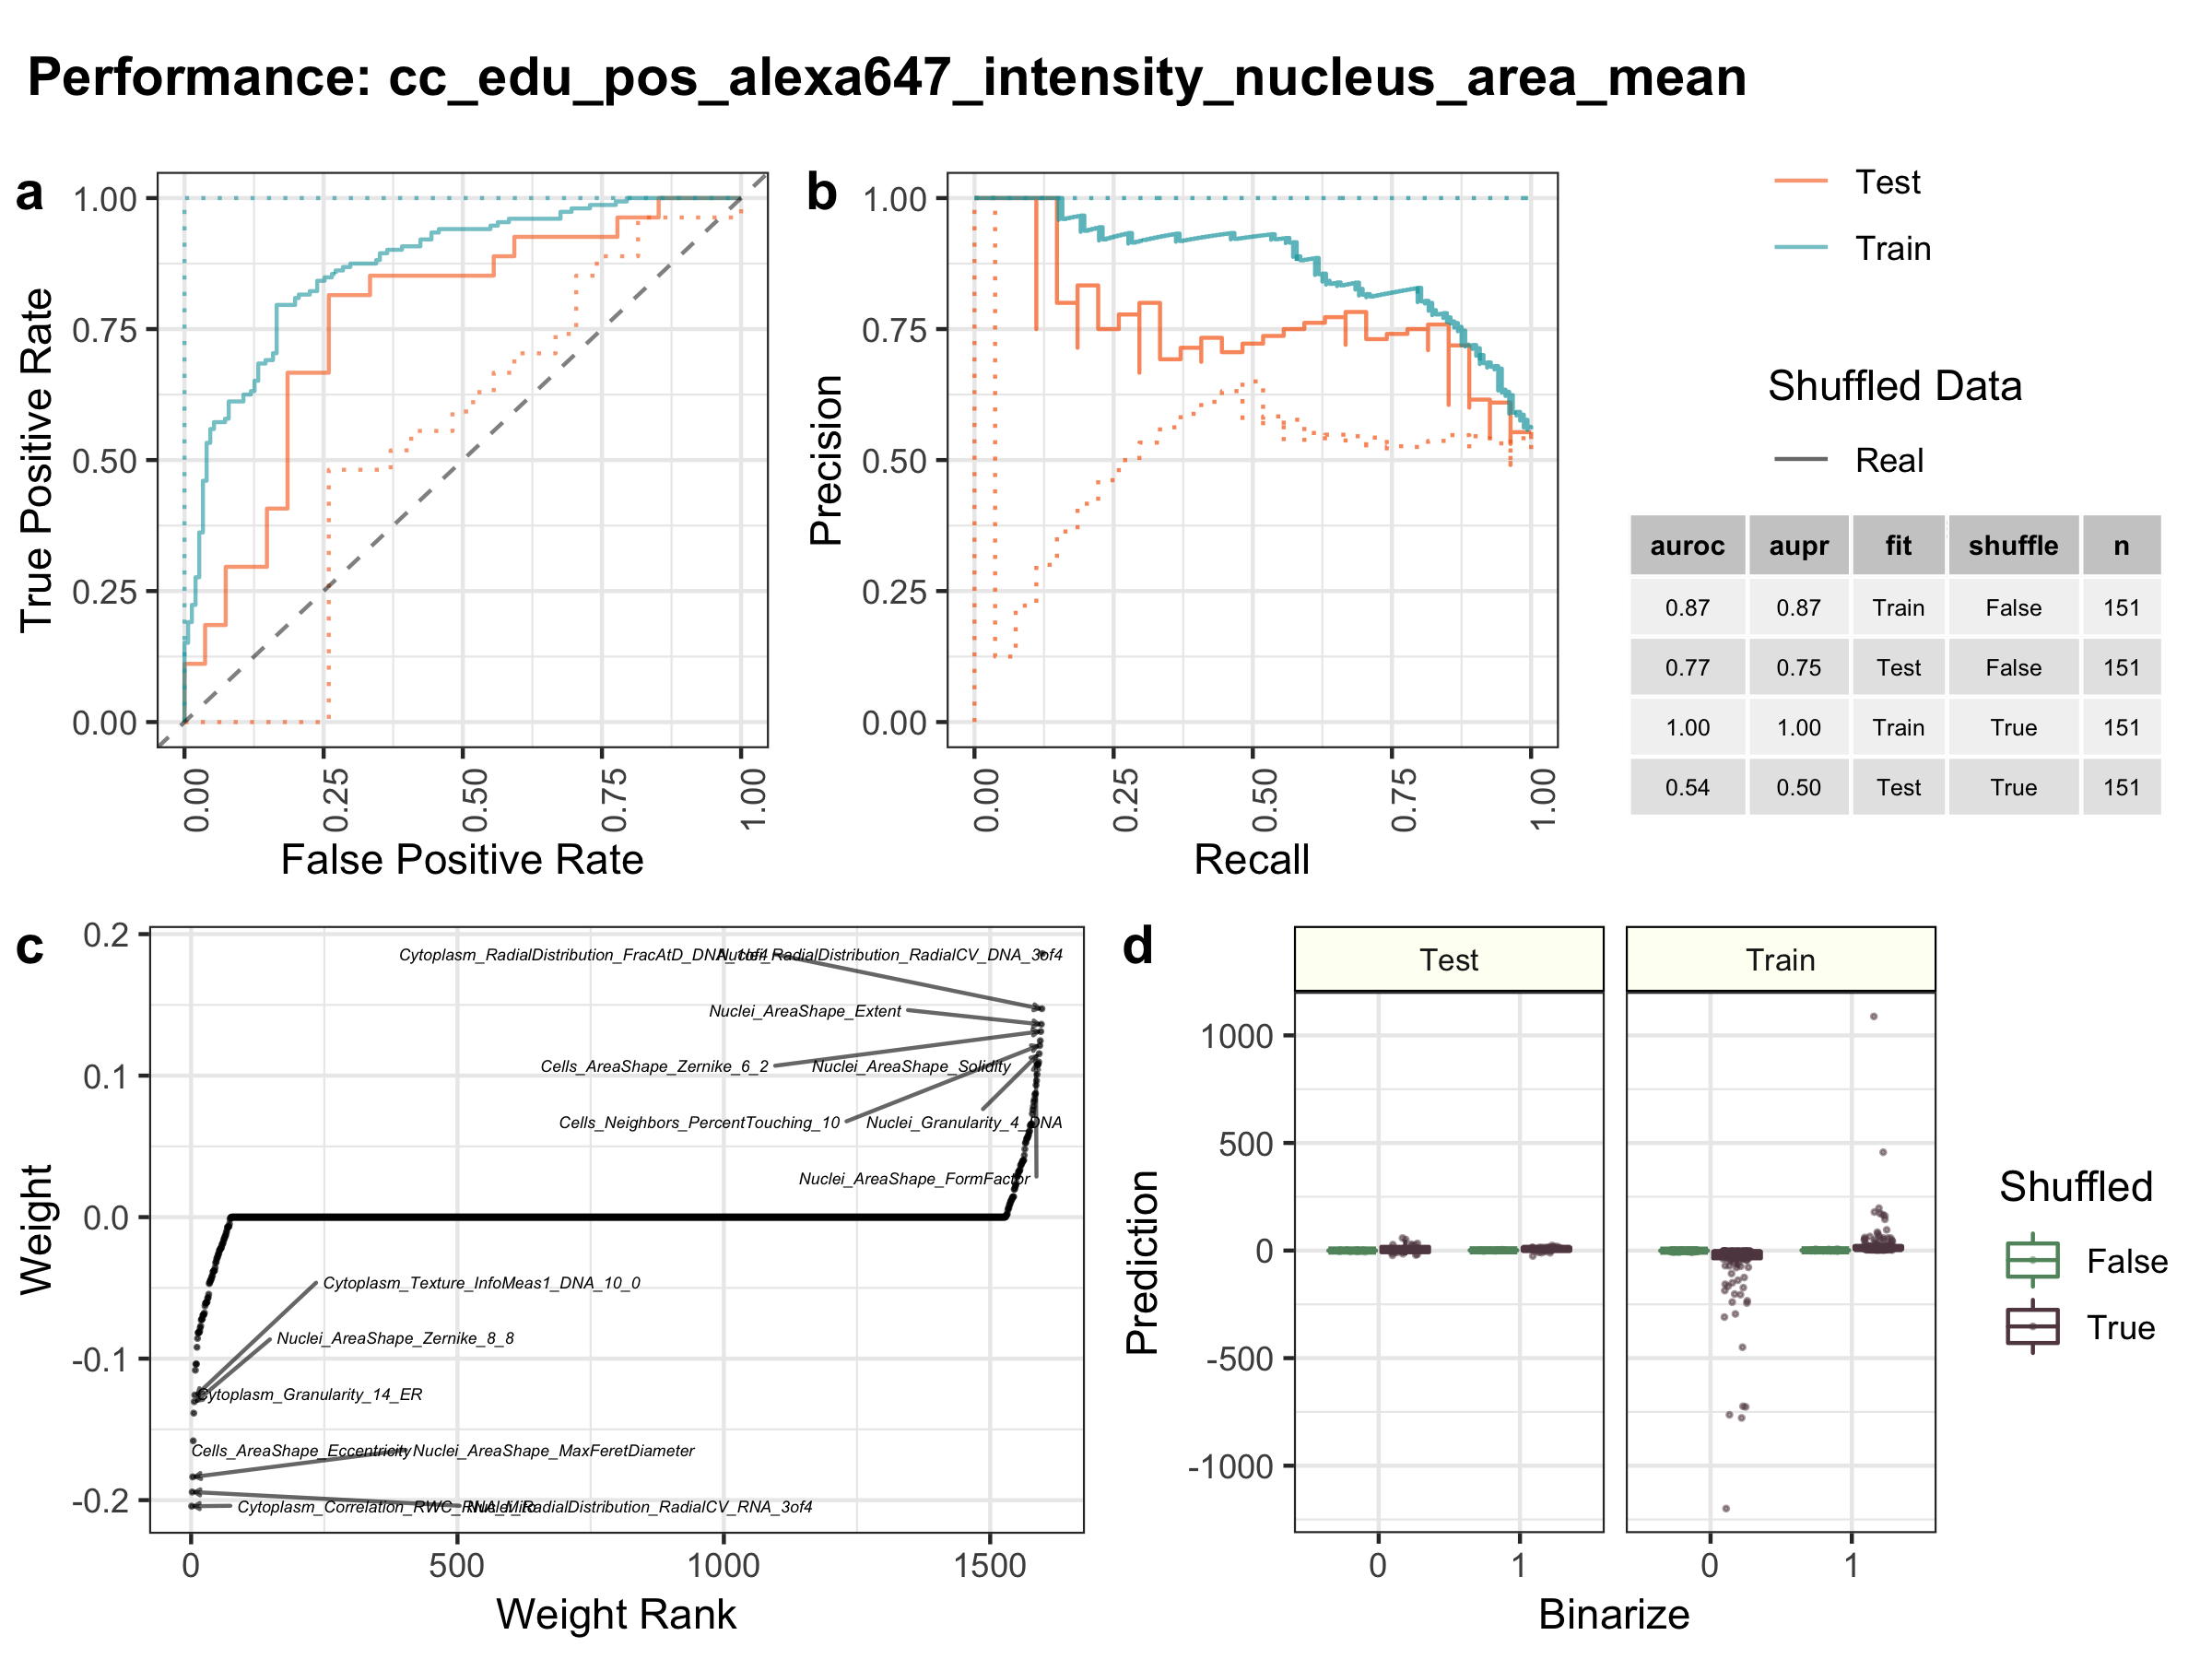 Performance: cc_edu_pos_alexa647_intensity_nucleus_area_mean
a
1.00
0.75
0.50
0.25
0.00
True Positive Rate
0.00
0.25
0.50
0.75
1.00
False Positive Rate
b
1.00
0.75
0.50
0.25
0.00
Precision
0.00
0.25
0.50
0.75
1.00
Recall
Test
Train
Shuffled Data
Real
auroc aupr fit shuffle n
0.87 0.87 Train False 151
0.77 0.75 Test False 151
1.00 1.00 Train True 151
0.54 0.50 Test True 151
c
0.2
0.1
0.0
-0.1
-0.2
Weight
Cytoplasm_RadialDistribution_FracAtD_DNA_1of4
Nuclei_RadialDistribution_RadialCV_DNA_3of4
Nuclei_AreaShape_Extent
Cells_AreaShape_Zernike_6_2
Nuclei_AreaShape_Solidity
Cells_Neighbors_PercentTouching_10
Nuclei_Granularity_4_DNA
Nuclei_AreaShape_FormFactor
Cytoplasm_Texture_InfoMeas1_DNA_10_0
Nuclei_AreaShape_Zernike_8_8
Cytoplasm_Granularity_14_ER
Cells_AreaShape_Eccentricity
Nuclei_AreaShape_MaxFeretDiameter
Cytoplasm_Correlation_RWC_RNA_Mito
Nuclei_RadialDistribution_RadialCV_RNA_3of4
0
500
1000
1500
Weight Rank
d
Test
Train
1000
500
0
-500
-1000
Prediction
0
1
0
1
Binarize
Shuffled
False
True